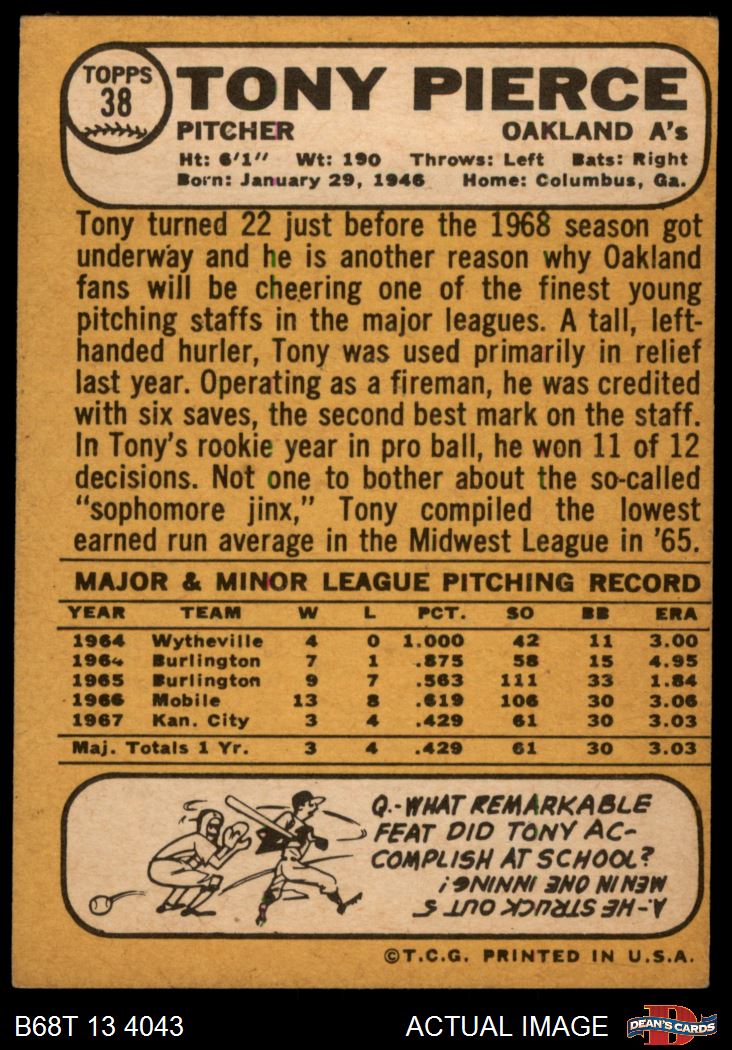 TOPPS
38
TONY PIERCE
PITCHER OAKLAND A's
Ht: 6'1" Wt: 190 Throws: Left Bats: Right
Born: January 29, 1946 Home: Columbus, Ga.
Tony turned 22 just before the 1968 season got
underway and he is another reason why Oakland
fans will be cheering one of the finest young
pitching staffs in the major leagues. A tall, left-
handed hurler, Tony was used primarily in relief
last year. Operating as a fireman, he was credited
with six saves, the second best mark on the staff.
In Tony's rookie year in pro ball, he won 11 of 12
decisions. Not one to bother about the so-called
"sophomore jinx," Tony compiled the lowest
earned run average in the Midwest League in '65.
MAJOR & MINOR LEAGUE PITCHING RECORD
YEAR TEAM W L PCT. SO BB ERA
1964 Wytheville 4 0 1.000 42 11 3.00
1964 Burlington 7 1 .875 58 15 4.95
1965 Burlington 9 7 .563 111 33 1.84
1966 Mobile 13 8 .619 106 30 3.06
1967 Kan. City 3 4 .429 61 30 3.03
Maj. Totals 1 Yr. 3 4 .429 61 30 3.03
Q.-WHAT REMARKABLE
FEAT DID TONY AC-
COMPLISH AT SCHOOL?
A-HE STRUCK OUT 5
MEN IN ONE INNING!
©T.C.G. PRINTED IN U.S.A.
B68T 13 4043 ACTUAL IMAGE
D
DEAN'S CARDS